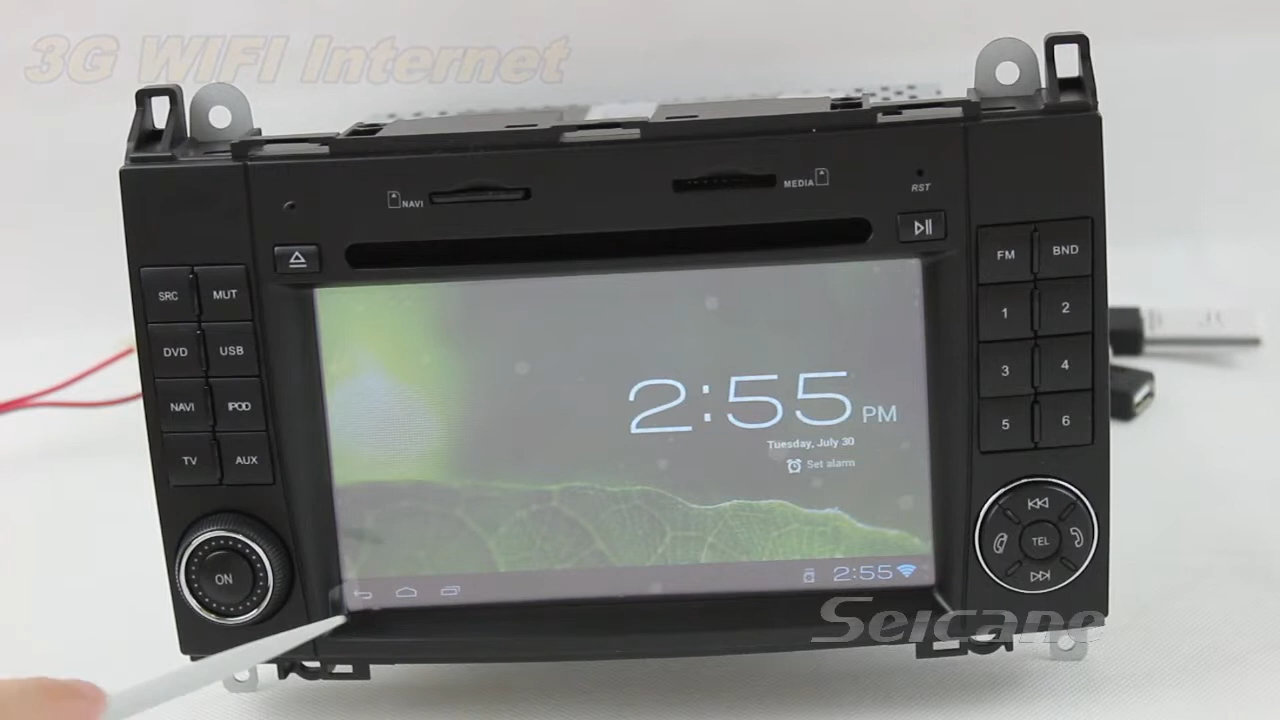 3G WIFI Internet
NAVI
MEDIA
RST
SRC
MUT
DVD
USB
NAVI
IPOD
TV
AUX
ON
FM
BND
1
2
3
4
5
6
TEL
2:55 PM
Tuesday, July 30
Set alarm
2:55
Seicane